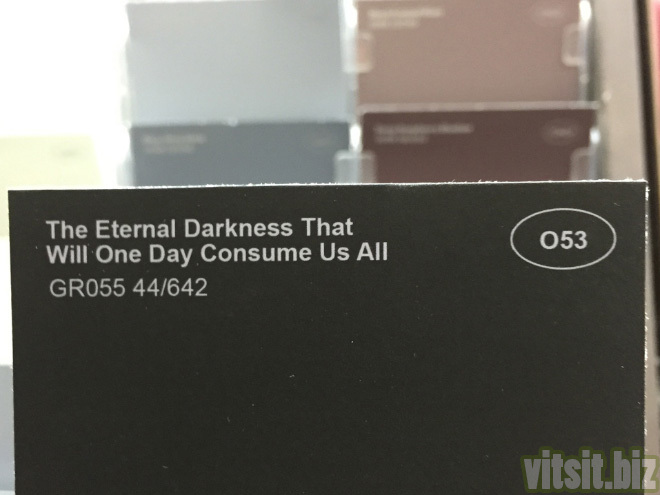 The Eternal Darkness That
Will One Day Consume Us All
O53
GR055 44/642
vitsit.biz